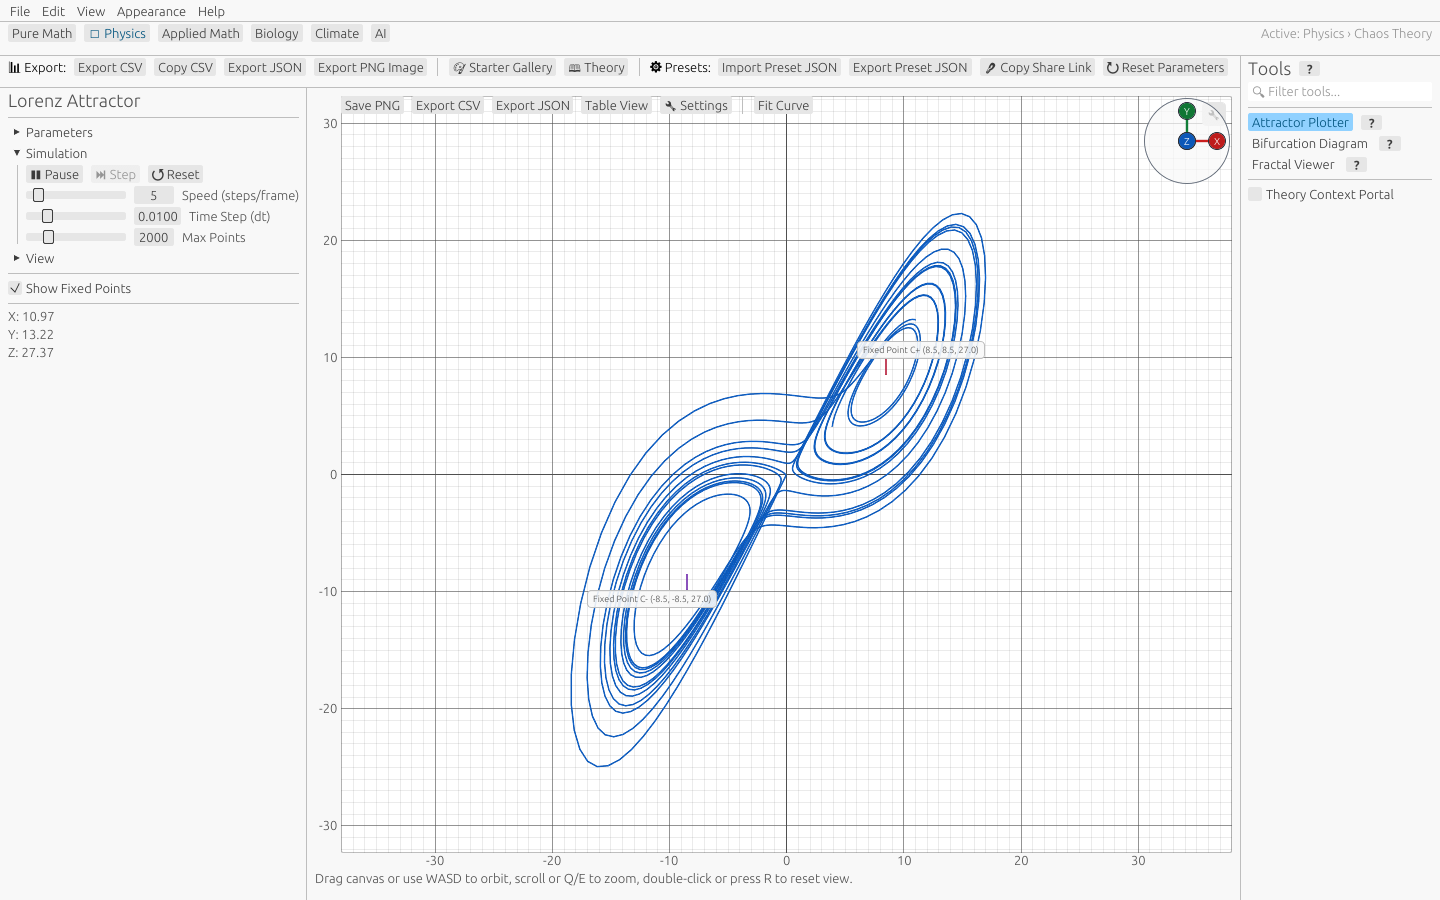 File Edit View Appearance Help
Pure Math Physics Applied Math Biology Climate AI Active: Physics › Chaos Theory
Export: Export CSV Copy CSV Export JSON Export PNG Image Starter Gallery Theory Presets: Import Preset JSON Export Preset JSON Copy Share Link Reset Parameters
Lorenz Attractor
Parameters
Simulation
Pause Step Reset
5 Speed (steps/frame)
0.0100 Time Step (dt)
2000 Max Points
View
Show Fixed Points
X: 10.97
Y: 13.22
Z: 27.37
Save PNG Export CSV Export JSON Table View Settings Fit Curve
Y
Z X
30
20
10
0
-10
-20
-30
Fixed Point C+ (8.5, 8.5, 27.0)
Fixed Point C- (-8.5, -8.5, 27.0)
-30 -20 -10 0 10 20 30
Drag canvas or use WASD to orbit, scroll or Q/E to zoom, double-click or press R to reset view.
Tools ?
Filter tools...
Attractor Plotter ?
Bifurcation Diagram ?
Fractal Viewer ?
Theory Context Portal